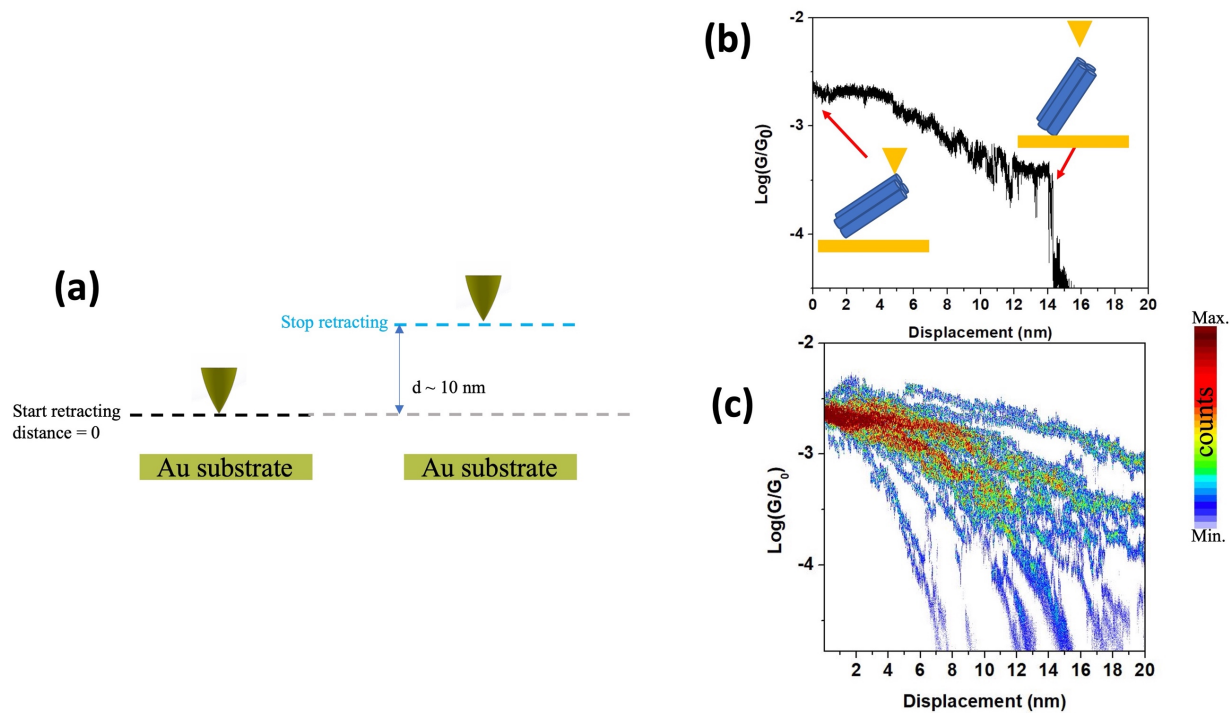 (a)
Stop retracting
d ~ 10 nm
Start retracting
distance = 0
Au substrate
Au substrate
(b)
-2
-3
-4
Log(G/G0)
0 2 4 6 8 10 12 14 16 18 20
Displacement (nm)
(c)
-2
-3
-4
Log(G/G0)
2 4 6 8 10 12 14 16 18 20
Displacement (nm)
Max.
counts
Min.